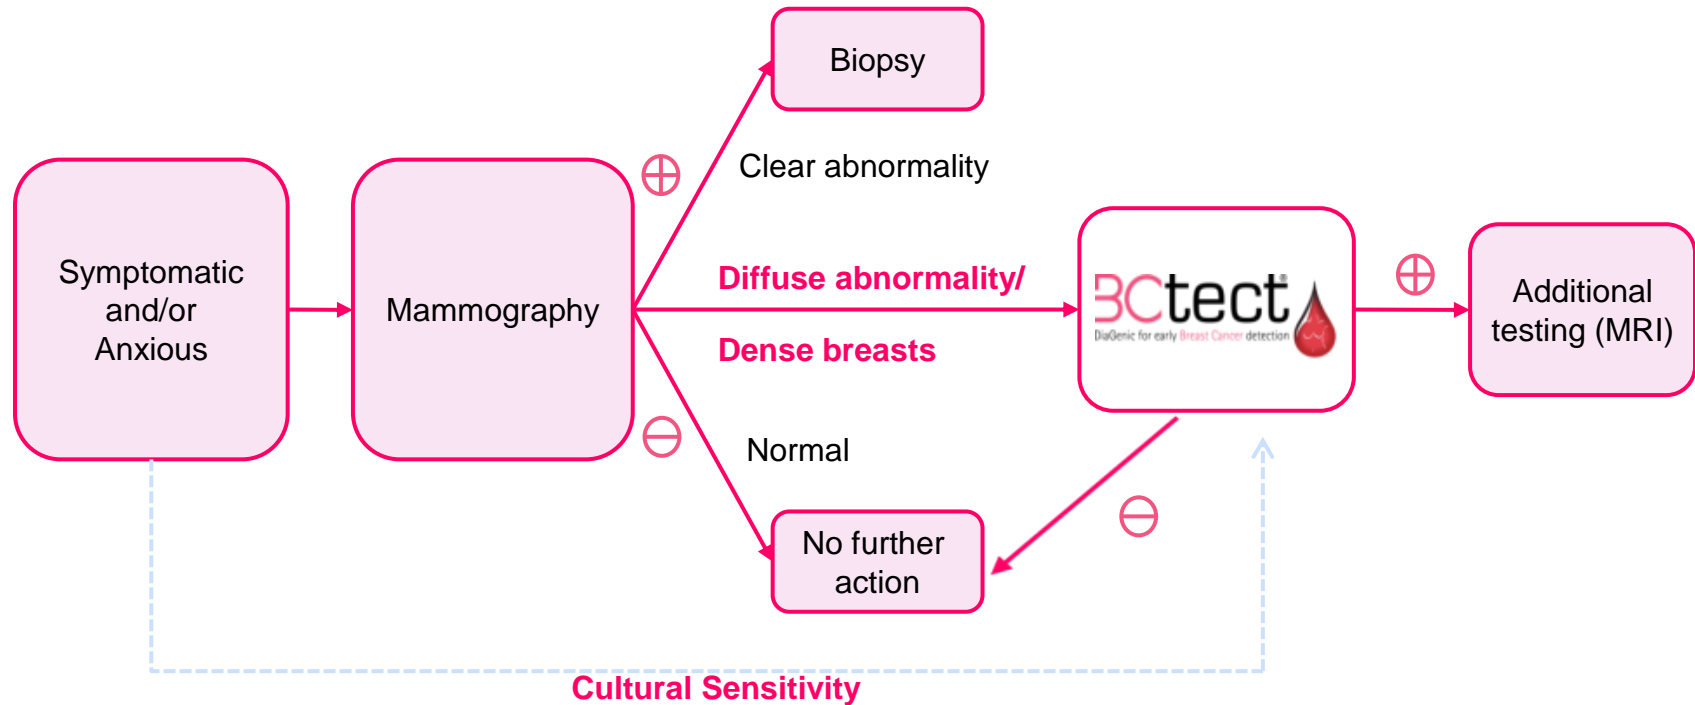 Biopsy
Clear abnormality
Symptomatic
and/or
Anxious
Mammography
Diffuse abnormality/
Dense breasts
BCtect®
DiaGenic for early Breast Cancer detection
Additional
testing (MRI)
Normal
No further
action
Cultural Sensitivity